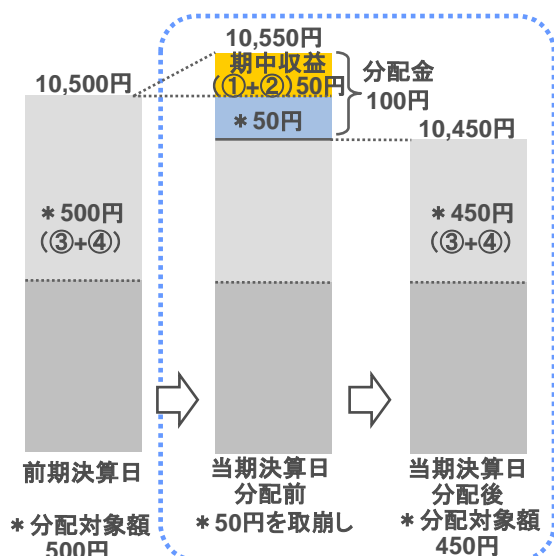 10,500円
*500円
(③+④)
前期決算日
*分配対象額
500円
10,550円
期中収益
(①+②)50円
*50円
分配金
100円
当期決算日
分配前
*50円を取崩し
10,450円
*450円
(③+④)
当期決算日
分配後
*分配対象額
450円